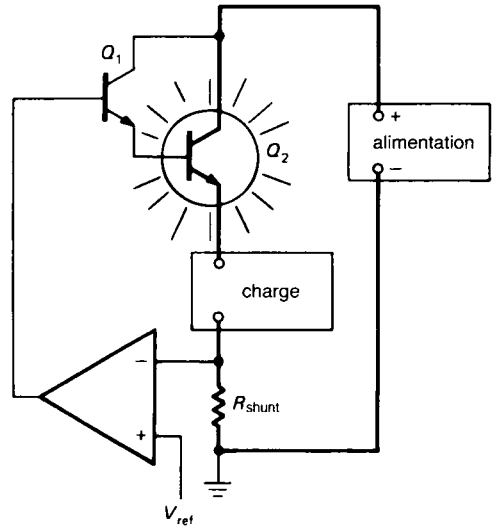 Q1
Q2
+
alimentation
−
charge
−
Rshunt
+
Vref